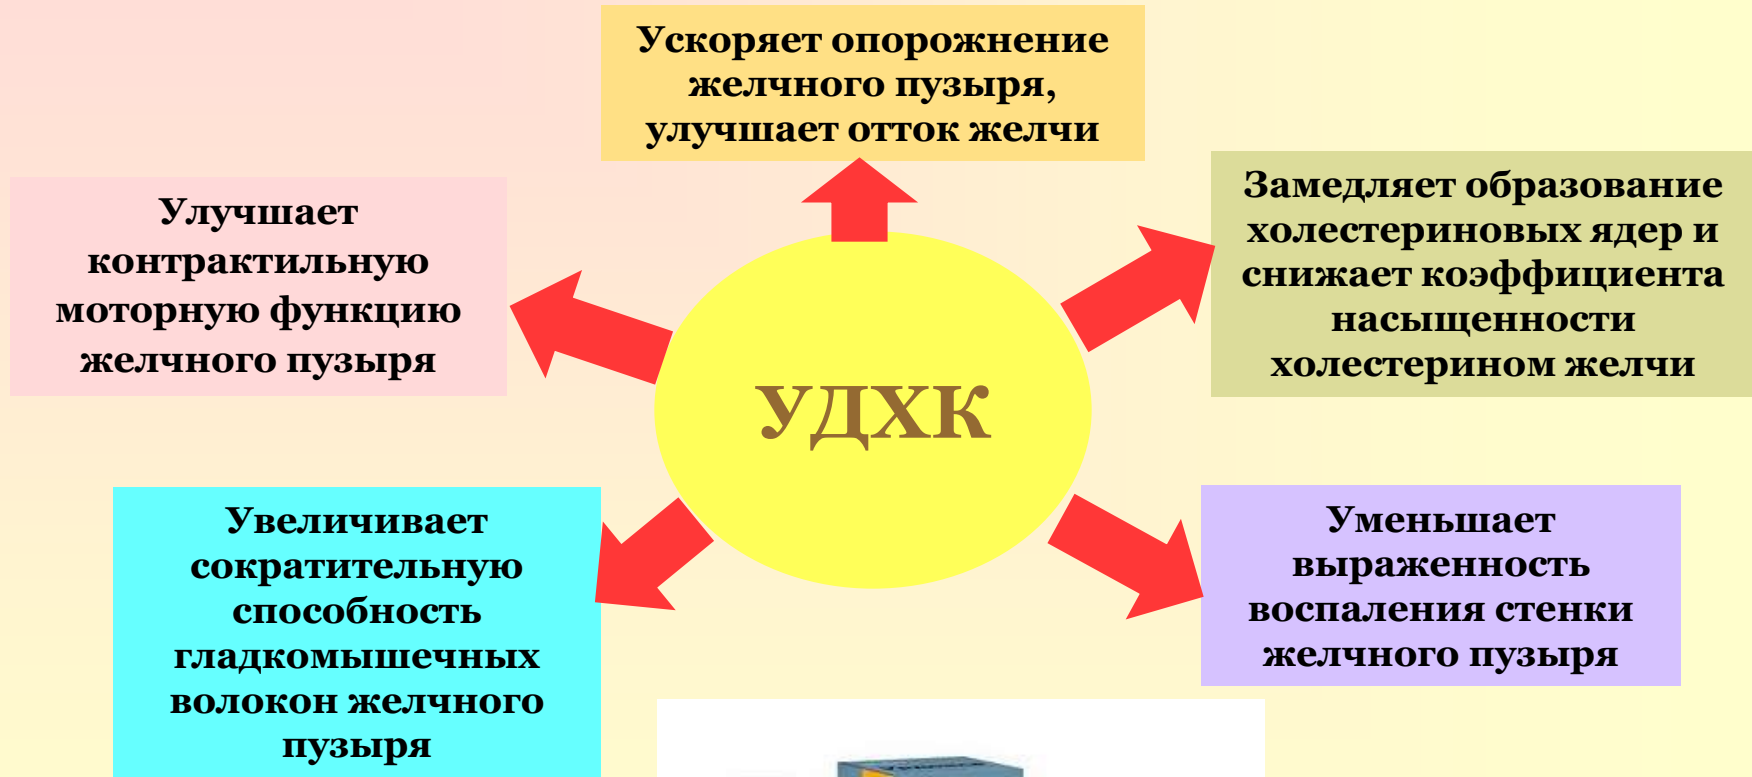 Ускоряет опорожнение
желчного пузыря,
улучшает отток желчи
Улучшает
контрактильную
моторную функцию
желчного пузыря
Замедляет образование
холестериновых ядер и
снижает коэффициента
насыщенности
холестерином желчи
УДХК
Увеличивает
сократительную
способность
гладкомышечных
волокон желчного
пузыря
Уменьшает
выраженность
воспаления стенки
желчного пузыря